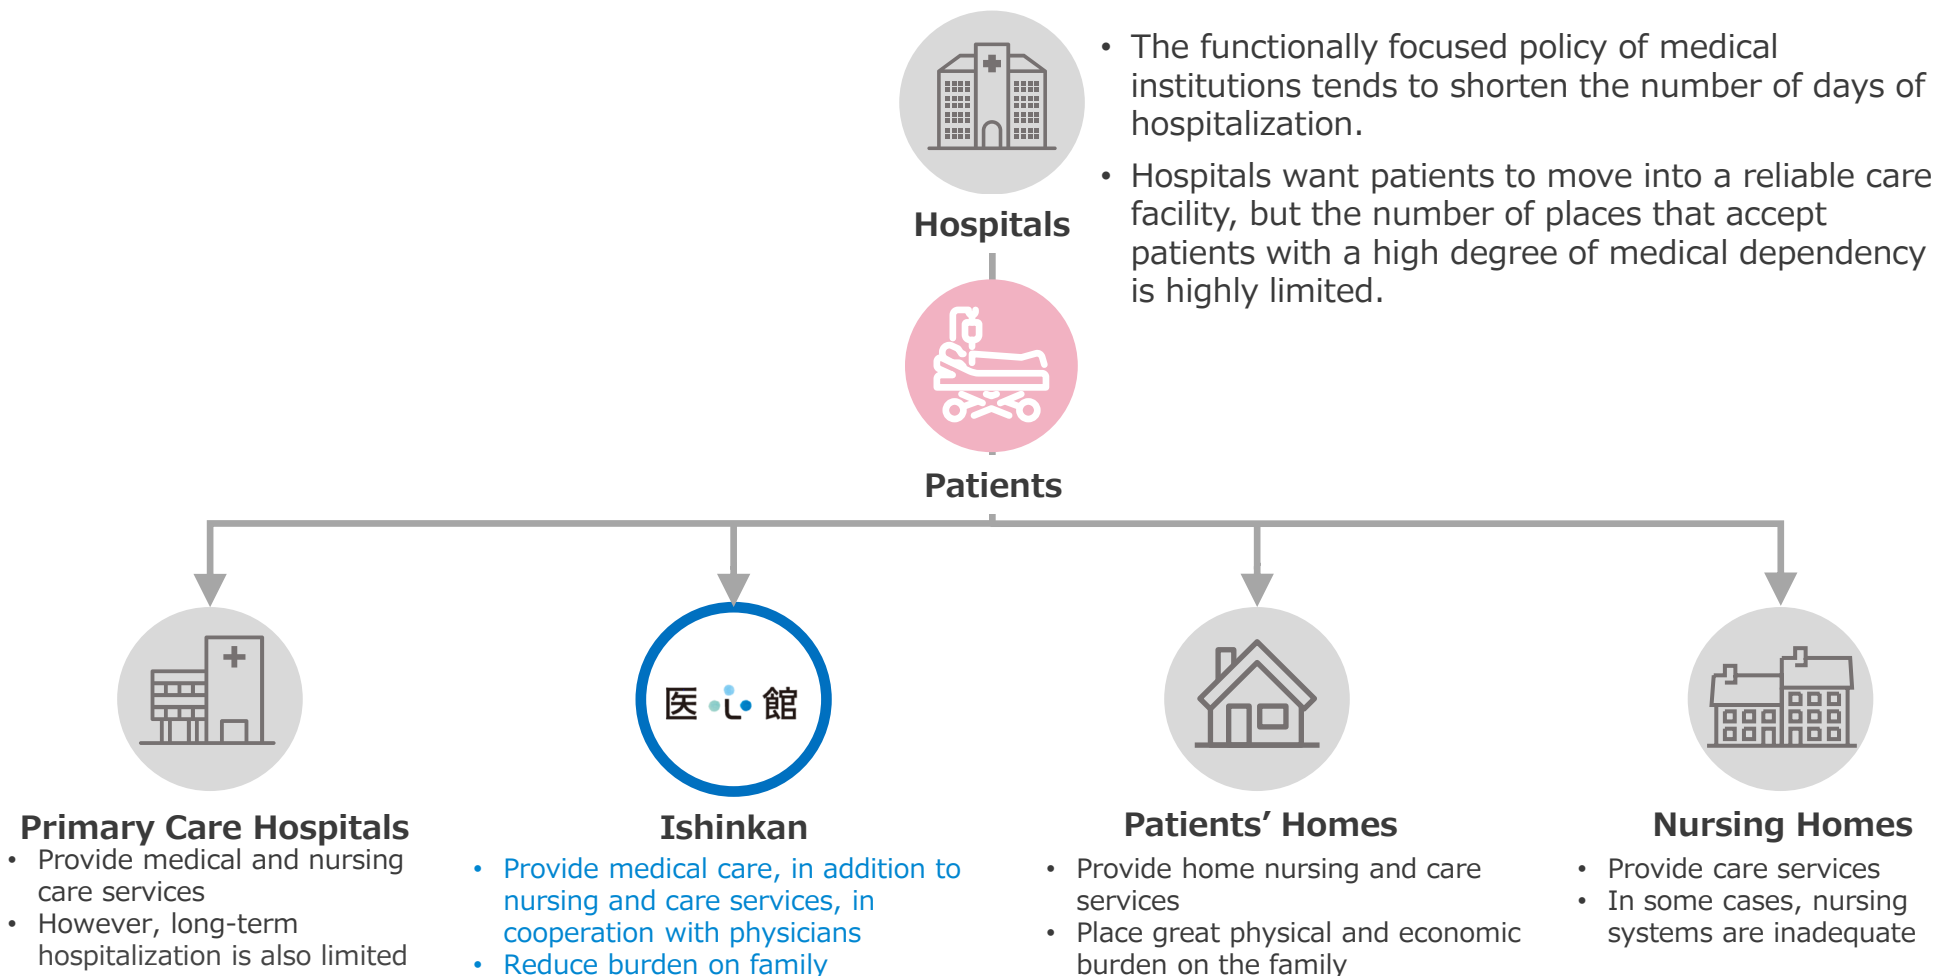 • The functionally focused policy of medical
institutions tends to shorten the number of days of
hospitalization.
• Hospitals want patients to move into a reliable care
facility, but the number of places that accept
patients with a high degree of medical dependency
is highly limited.
Hospitals
Patients
医心館
Primary Care Hospitals
• Provide medical and nursing
care services
• However, long-term
hospitalization is also limited
Ishinkan
• Provide medical care, in addition to
nursing and care services, in
cooperation with physicians
• Reduce burden on family
Patients’ Homes
• Provide home nursing and care
services
• Place great physical and economic
burden on the family
Nursing Homes
• Provide care services
• In some cases, nursing
systems are inadequate